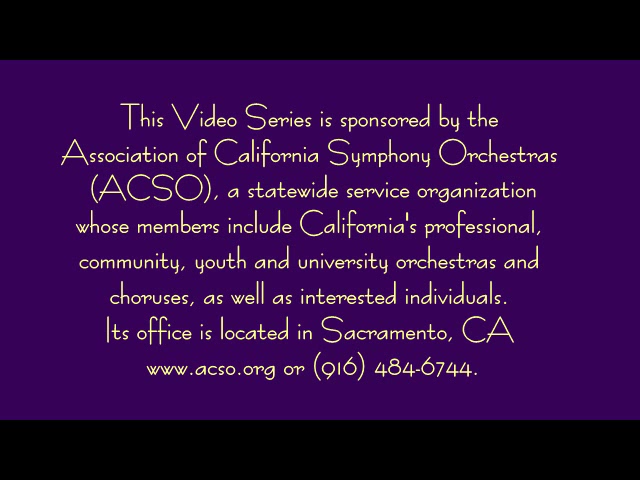 This Video Series is sponsored by the
Association of California Symphony Orchestras
(ACSO), a statewide service organization
whose members include California's professional,
community, youth and university orchestras and
choruses, as well as interested individuals.
Its office is located in Sacramento, CA
www.acso.org or (916) 484-6744.